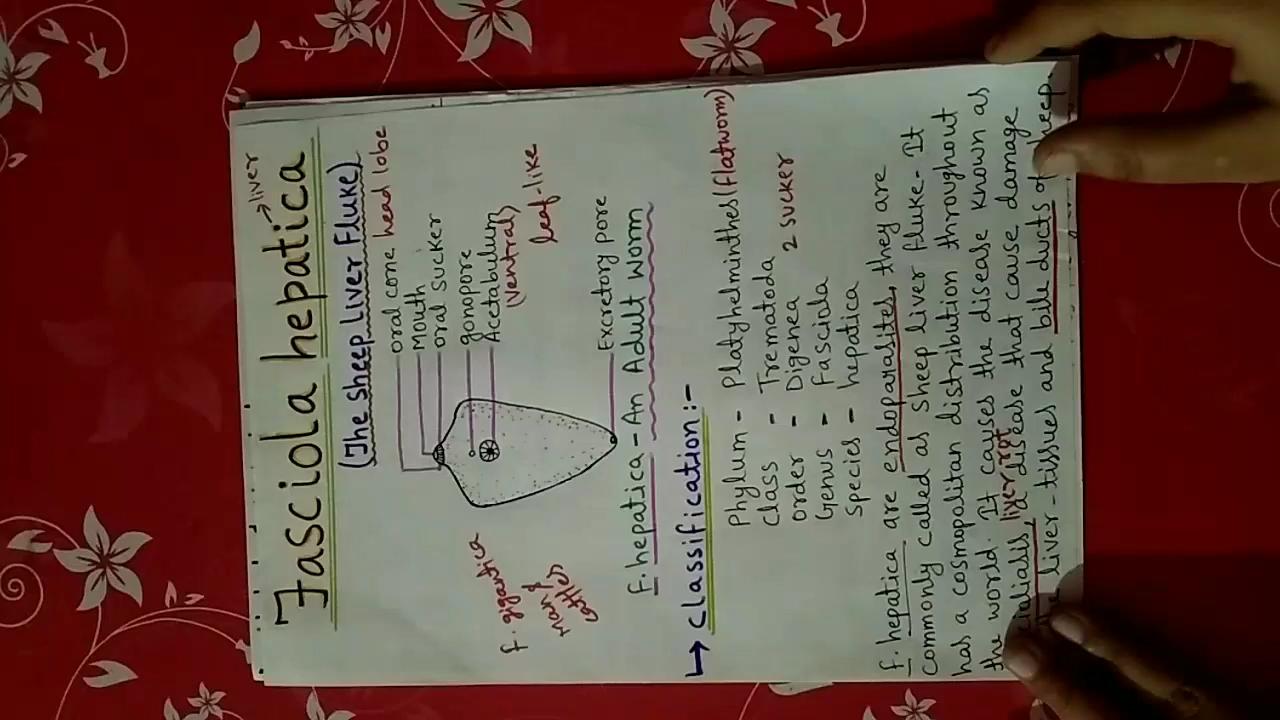 Fasciola hepatica → liver
(The Sheep Liver Fluke)
oral cone head lobe
Mouth
oral sucker
gonopore
Acetabulum
(ventral)
leaf-like
Excretory pore
F. gigantica
man &
F. hepatica - An Adult Worm
↳ Classification:-
Phylum - Platyhelminthes (flatworm)
Class - Trematoda
order - Digenea 2 sucker
Genus - Fasciola
Species - hepatica
F. hepatica are endoparasites, they are
commonly called as sheep liver fluke. It
has a cosmopolitan distribution throughout
the world. It causes the disease known as
liver rot
a disease that cause damage
liver-tissues and bile ducts of